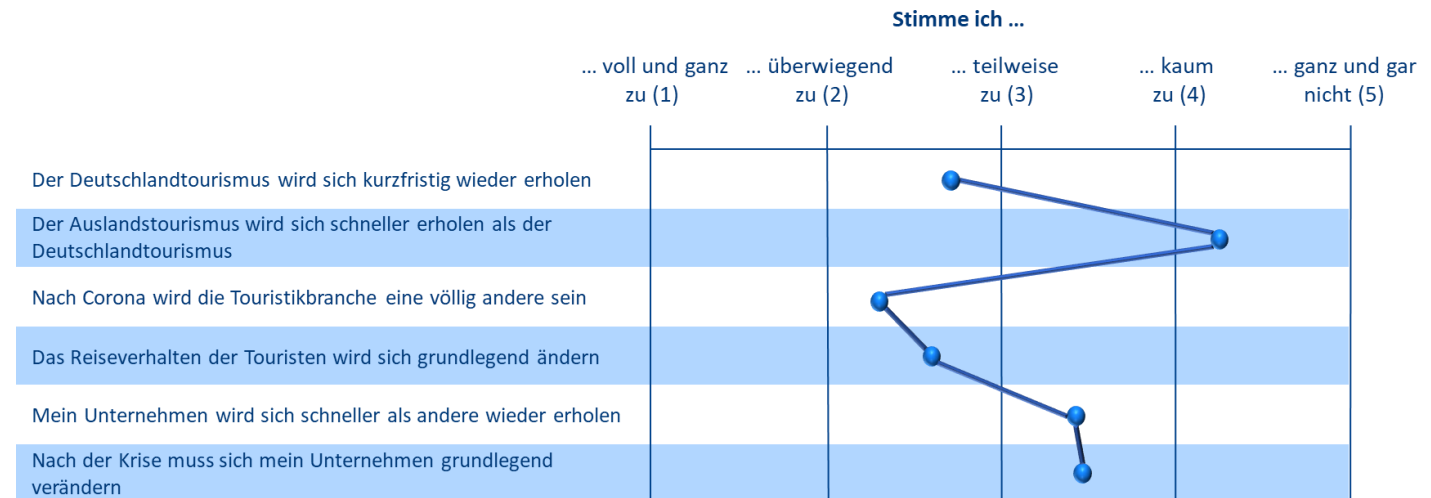 Stimme ich ...
... voll und ganz zu (1)
... überwiegend zu (2)
... teilweise zu (3)
... kaum zu (4)
... ganz und gar nicht (5)
Der Deutschlandtourismus wird sich kurzfristig wieder erholen
Der Auslandstourismus wird sich schneller erholen als der
Deutschlandtourismus
Nach Corona wird die Touristikbranche eine völlig andere sein
Das Reiseverhalten der Touristen wird sich grundlegend ändern
Mein Unternehmen wird sich schneller als andere wieder erholen
Nach der Krise muss sich mein Unternehmen grundlegend
verändern